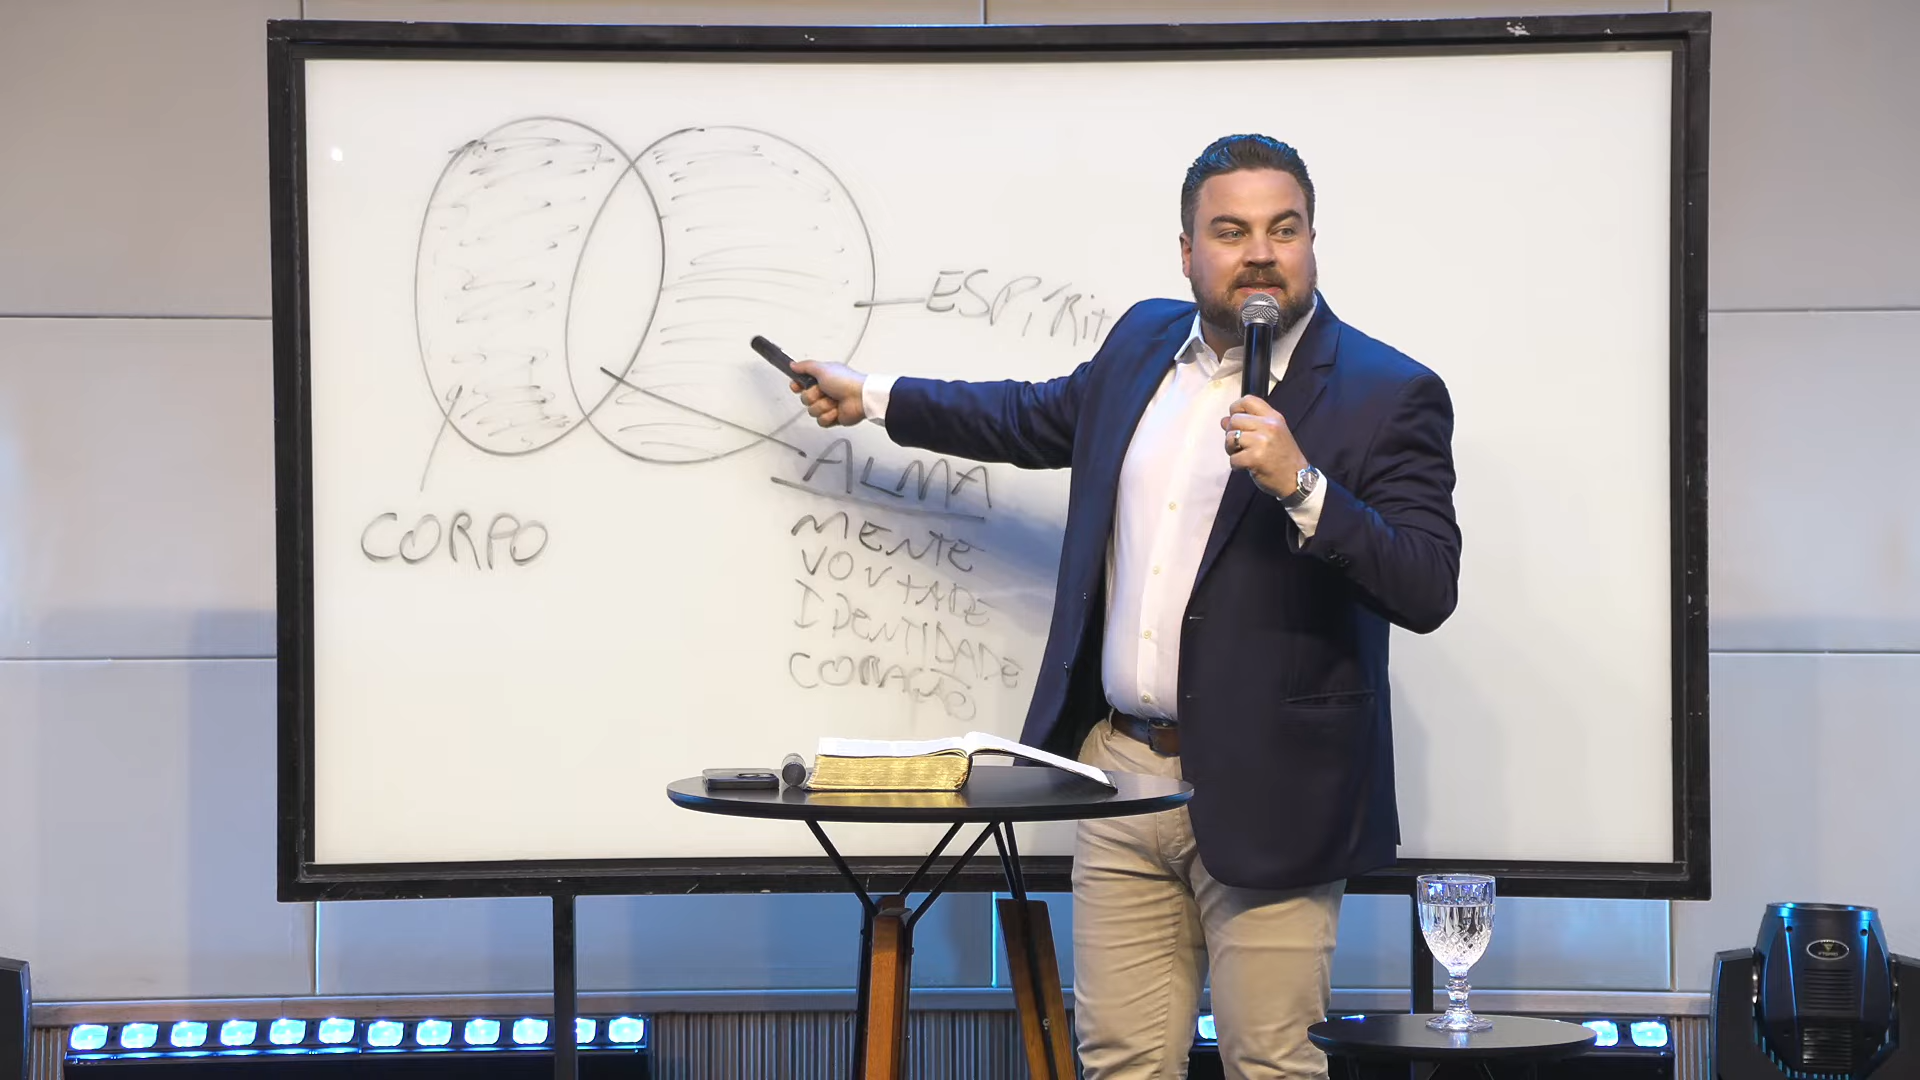 ESPÍRit
ALMA
CORPO
MENTE
VONTADE
IDENTIDADE
CORAÇÃO